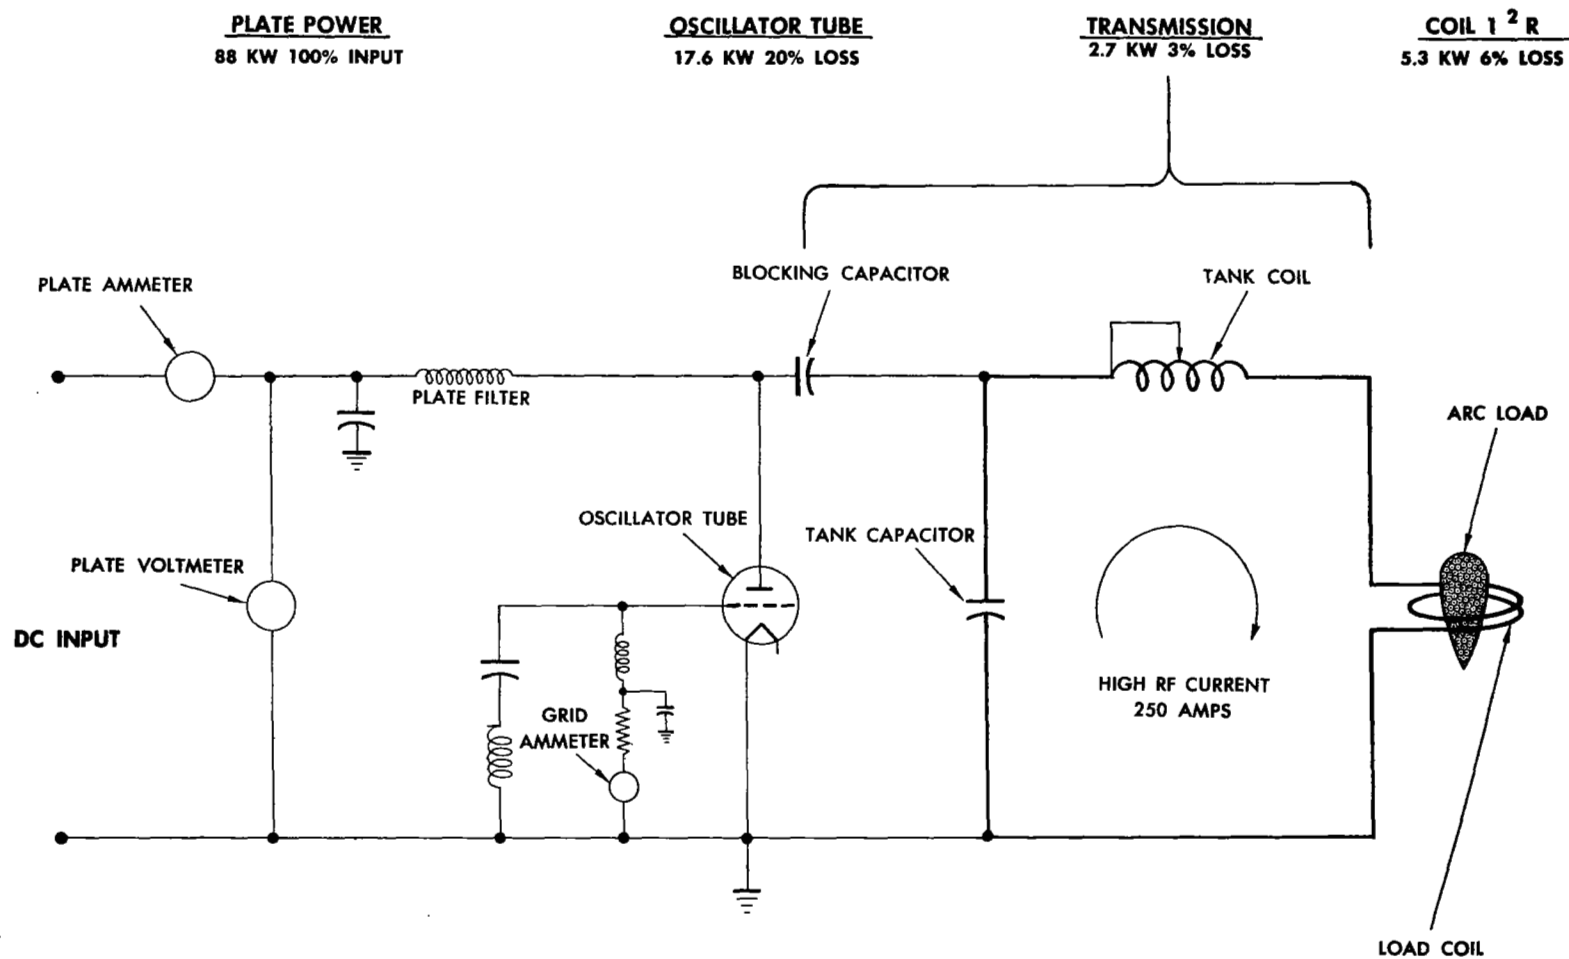 PLATE POWER
88 KW 100% INPUT
OSCILLATOR TUBE
17.6 KW 20% LOSS
TRANSMISSION
2.7 KW 3% LOSS
COIL I ² R
5.3 KW 6% LOSS
PLATE AMMETER
BLOCKING CAPACITOR
TANK COIL
PLATE FILTER
ARC LOAD
OSCILLATOR TUBE
TANK CAPACITOR
PLATE VOLTMETER
DC INPUT
HIGH RF CURRENT
250 AMPS
GRID
AMMETER
LOAD COIL